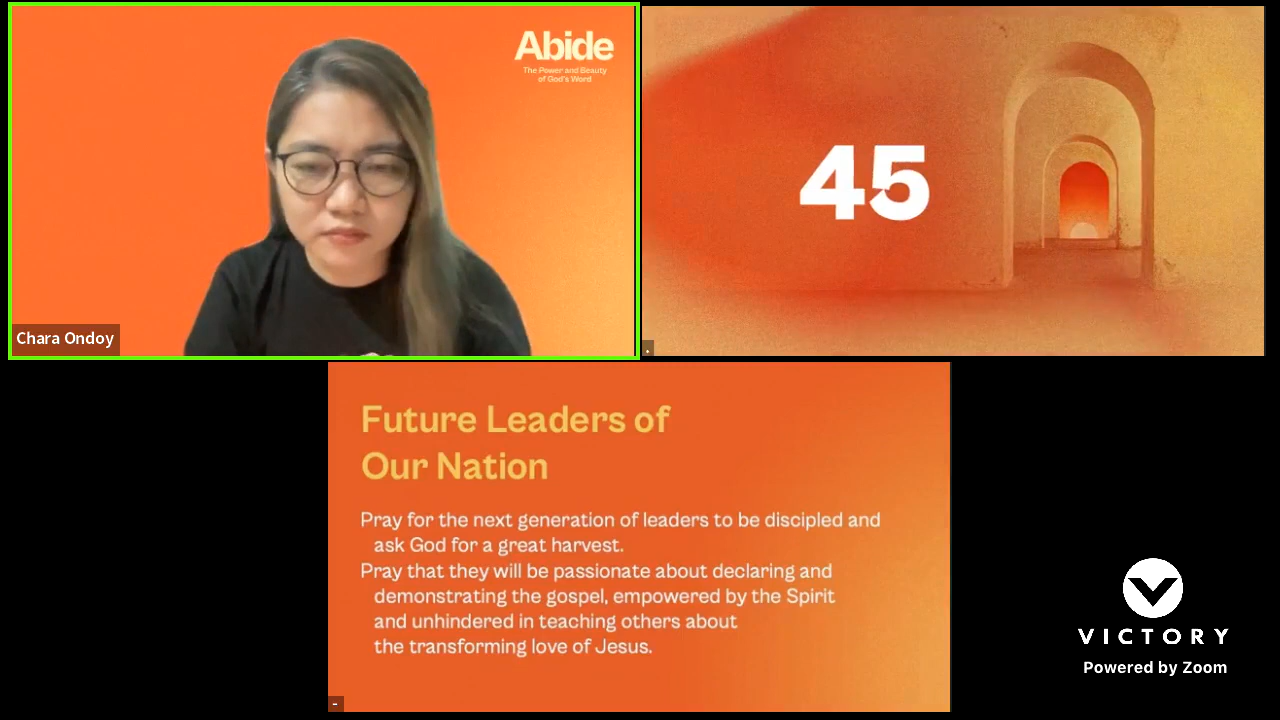 Abide
The Power and Beauty
of God's Word
Chara Ondoy
45
Future Leaders of
Our Nation
Pray for the next generation of leaders to be discipled and
ask God for a great harvest.
Pray that they will be passionate about declaring and
demonstrating the gospel, empowered by the Spirit
and unhindered in teaching others about
the transforming love of Jesus.
VICTORY
Powered by Zoom